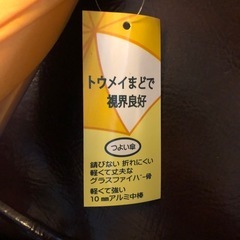 トウメイまどで
視界良好
つよい傘
錆びない 折れにくい
軽くて丈夫な
グラスファイバー骨
軽くて強い
10㎜アルミ中棒